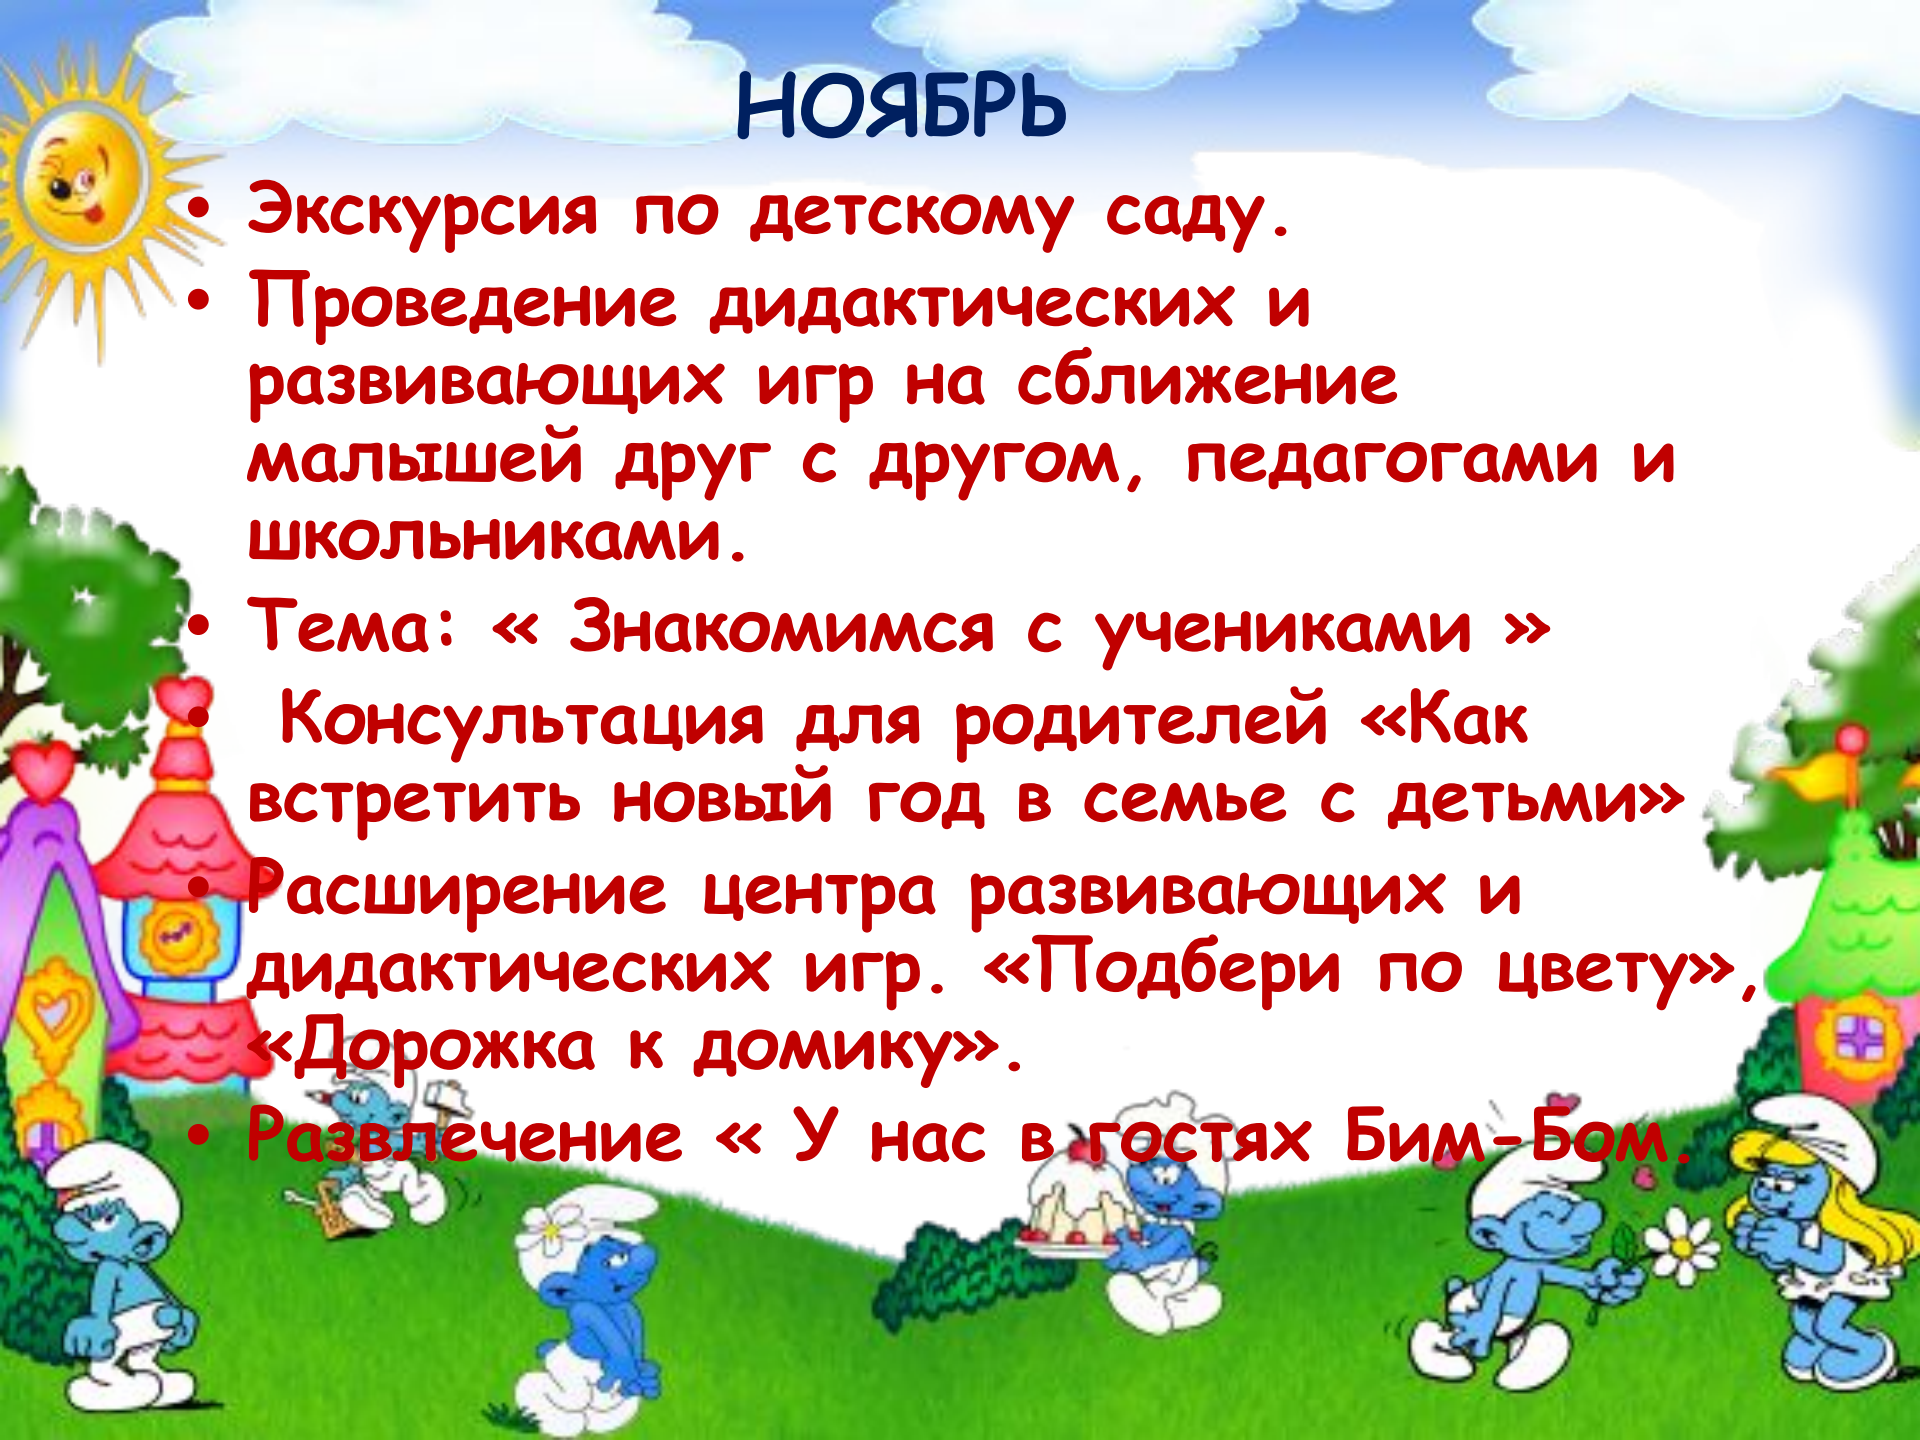 НОЯБРЬ
• Экскурсия по детскому саду.
• Проведение дидактических и
развивающих игр на сближение
малышей друг с другом, педагогами и
школьниками.
• Тема: « Знакомимся с учениками »
• Консультация для родителей «Как
встретить новый год в семье с детьми»
• Расширение центра развивающих и
дидактических игр. «Подбери по цвету»,
«Дорожка к домику».
• Развлечение « У нас в гостях Бим-Бом.